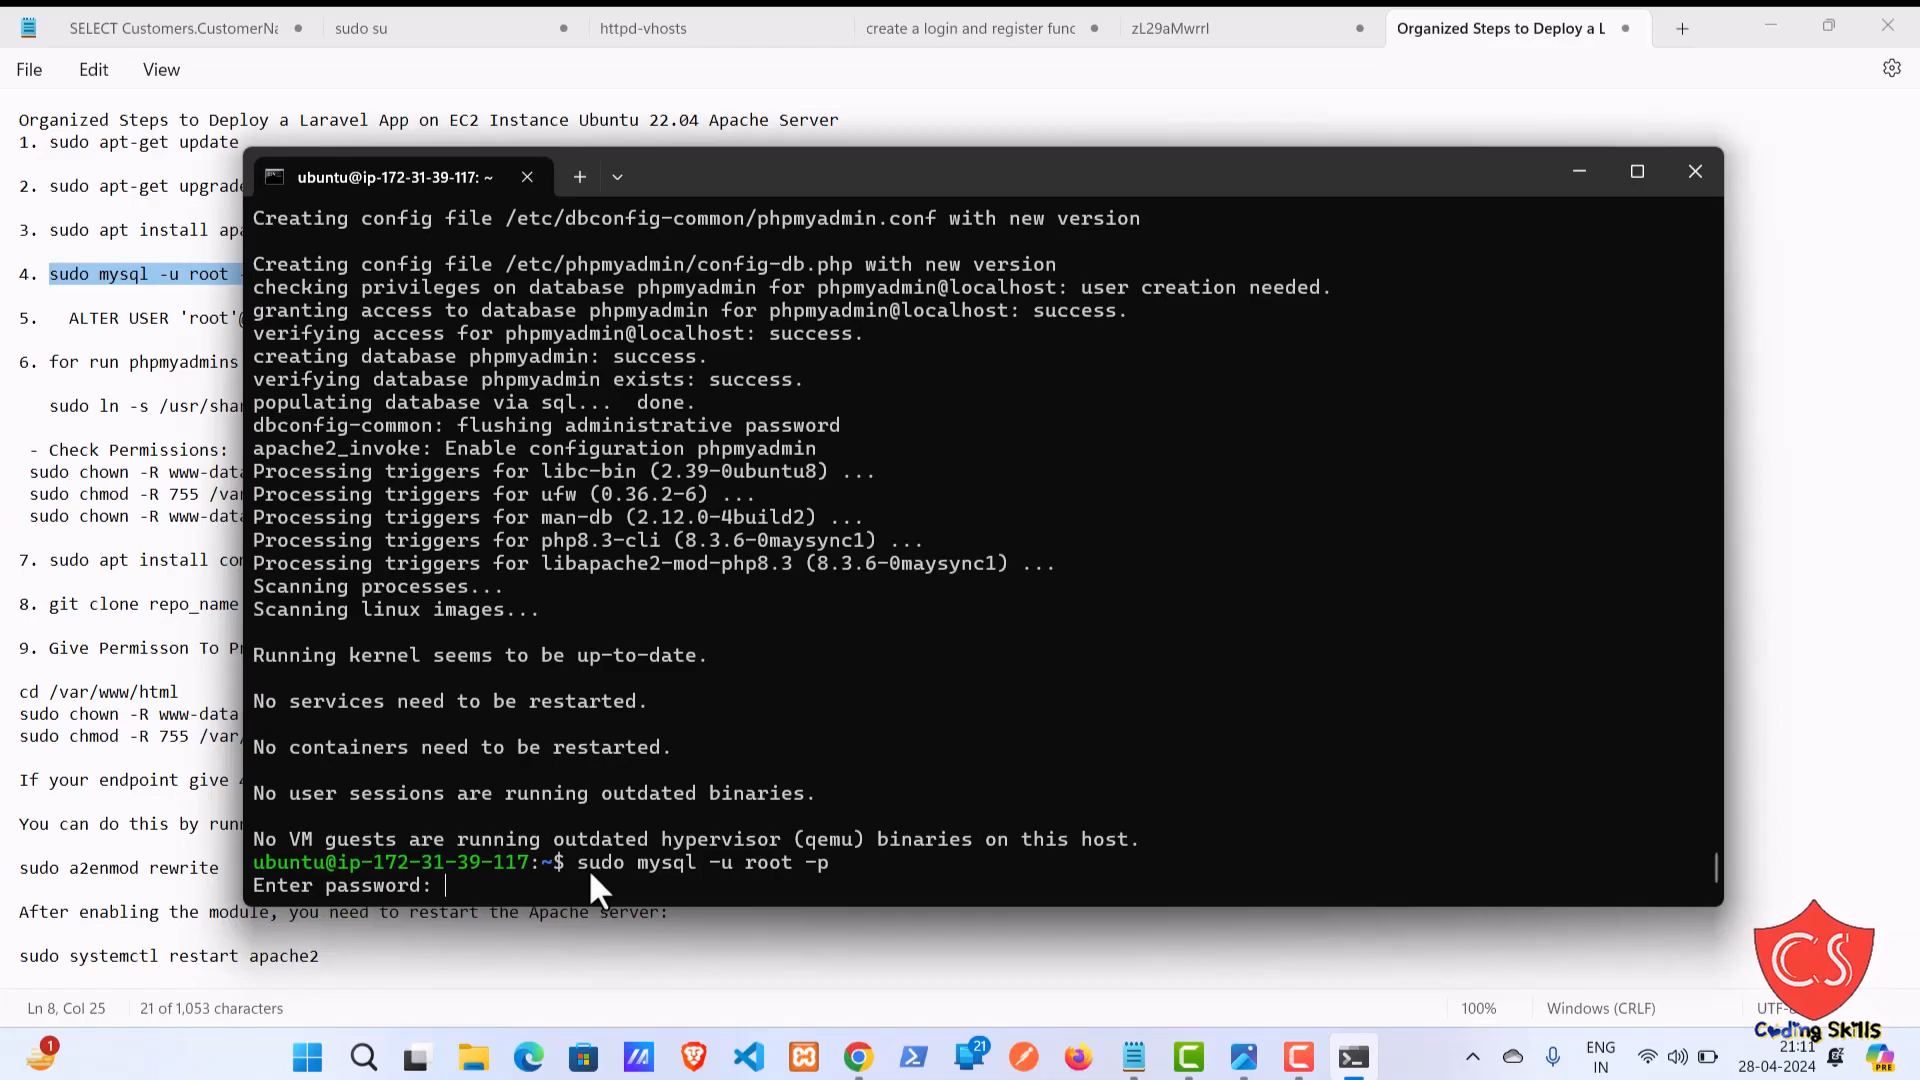 SELECT Customers.CustomerNa
sudo su
httpd-vhosts
create a login and register func
zL29aMwrrl
Organized Steps to Deploy a L
File
Edit
View
Organized Steps to Deploy a Laravel App on EC2 Instance Ubuntu 22.04 Apache Server
1. sudo apt-get update
2. sudo apt-get upgrade
3. sudo apt install apa
4. sudo mysql -u root -
5. ALTER USER 'root'@
6. for run phpmyadmins
sudo ln -s /usr/shar
- Check Permissions:
sudo chown -R www-data
sudo chmod -R 755 /var
sudo chown -R www-data
7. sudo apt install com
8. git clone repo_name
9. Give Permisson To Pr
cd /var/www/html
sudo chown -R www-data
sudo chmod -R 755 /var/
If your endpoint give 4
You can do this by runn
sudo a2enmod rewrite
After enabling the module, you need to restart the Apache server:
sudo systemctl restart apache2
ubuntu@ip-172-31-39-117: ~
Creating config file /etc/dbconfig-common/phpmyadmin.conf with new version
Creating config file /etc/phpmyadmin/config-db.php with new version
checking privileges on database phpmyadmin for phpmyadmin@localhost: user creation needed.
granting access to database phpmyadmin for phpmyadmin@localhost: success.
verifying access for phpmyadmin@localhost: success.
creating database phpmyadmin: success.
verifying database phpmyadmin exists: success.
populating database via sql...  done.
dbconfig-common: flushing administrative password
apache2_invoke: Enable configuration phpmyadmin
Processing triggers for libc-bin (2.39-0ubuntu8) ...
Processing triggers for ufw (0.36.2-6) ...
Processing triggers for man-db (2.12.0-4build2) ...
Processing triggers for php8.3-cli (8.3.6-0maysync1) ...
Processing triggers for libapache2-mod-php8.3 (8.3.6-0maysync1) ...
Scanning processes...
Scanning linux images...
Running kernel seems to be up-to-date.
No services need to be restarted.
No containers need to be restarted.
No user sessions are running outdated binaries.
No VM guests are running outdated hypervisor (qemu) binaries on this host.
ubuntu@ip-172-31-39-117:~$ sudo mysql -u root -p
Enter password:
Ln 8, Col 25
21 of 1,053 characters
100%
Windows (CRLF)
UTF-
CS
Coding Skills
1
21
ENG
IN
21:11
28-04-2024
PRE